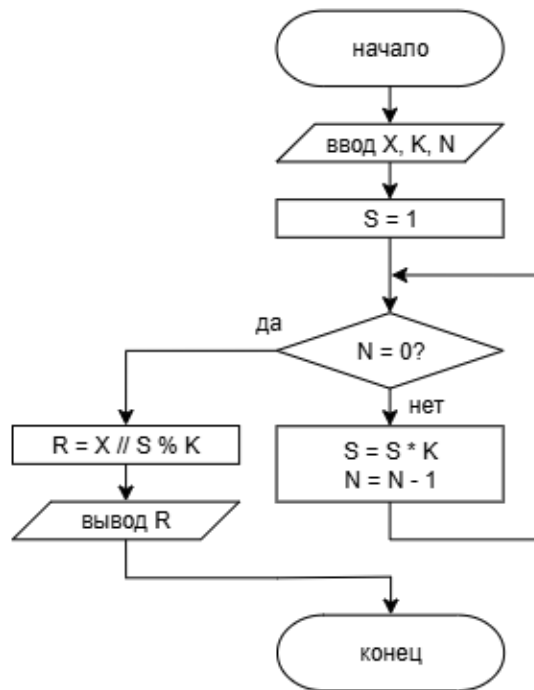 начало
ввод X, K, N
S = 1
да
N = 0?
нет
R = X // S % K
S = S * K
N = N - 1
вывод R
конец